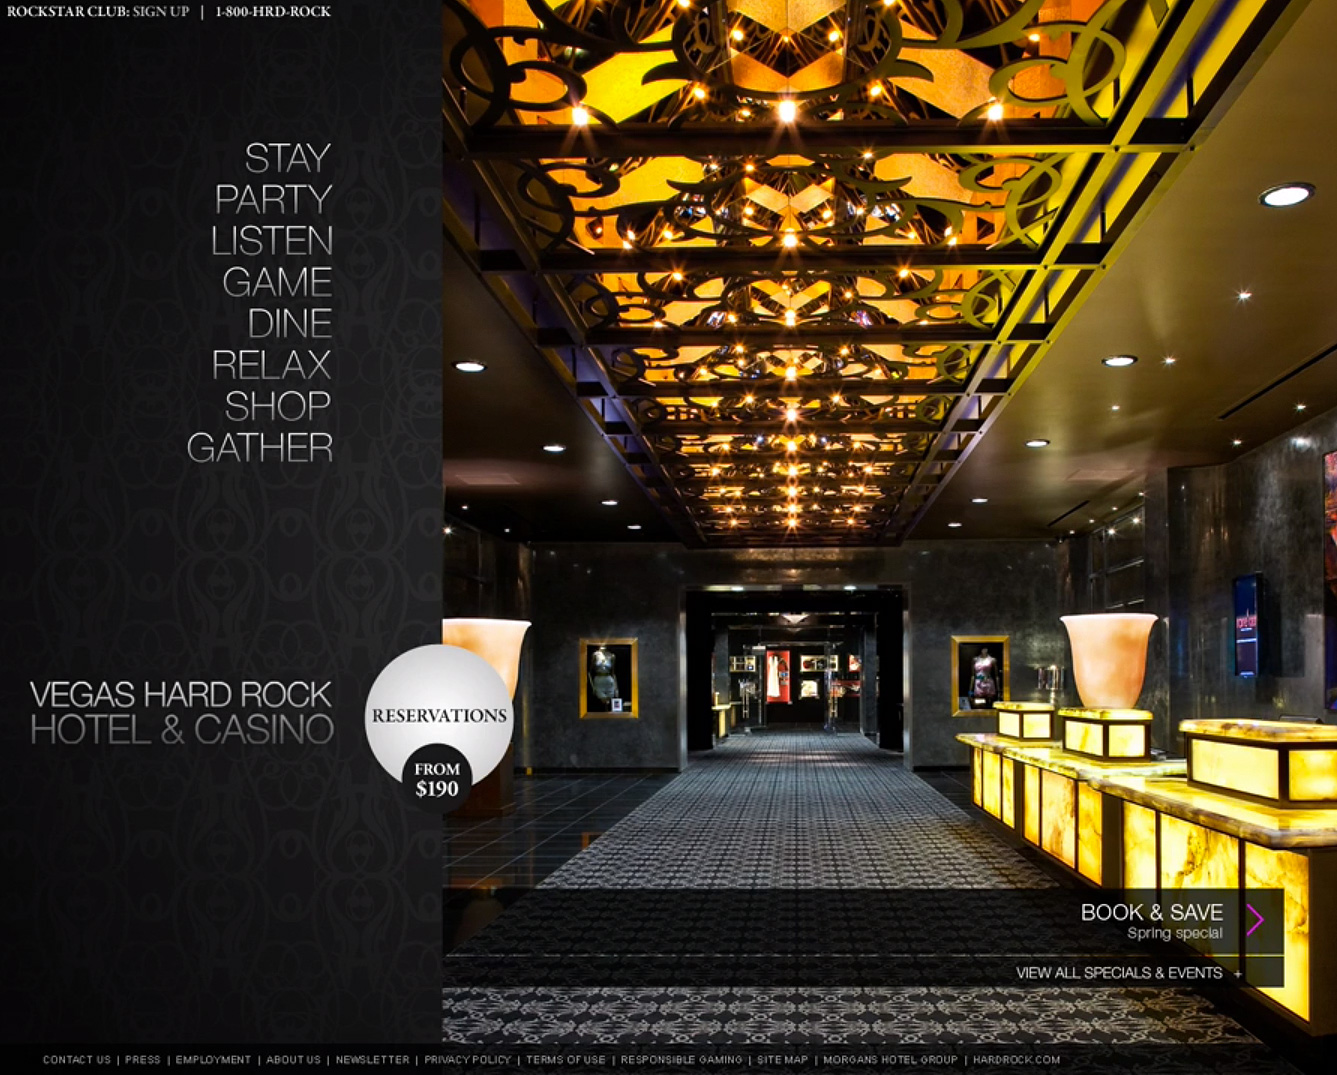 ROCKSTAR CLUB: SIGN UP | 1-800-HRD-ROCK
STAY
PARTY
LISTEN
GAME
DINE
RELAX
SHOP
GATHER
VEGAS HARD ROCK
HOTEL & CASINO
RESERVATIONS
FROM
$190
BOOK & SAVE
Spring special
VIEW ALL SPECIALS & EVENTS +
CONTACT US | PRESS | EMPLOYMENT | ABOUT US | NEWSLETTER | PRIVACY POLICY | TERMS OF USE | RESPONSIBLE GAMING | SITE MAP | MORGANS HOTEL GROUP | HARDROCK.COM